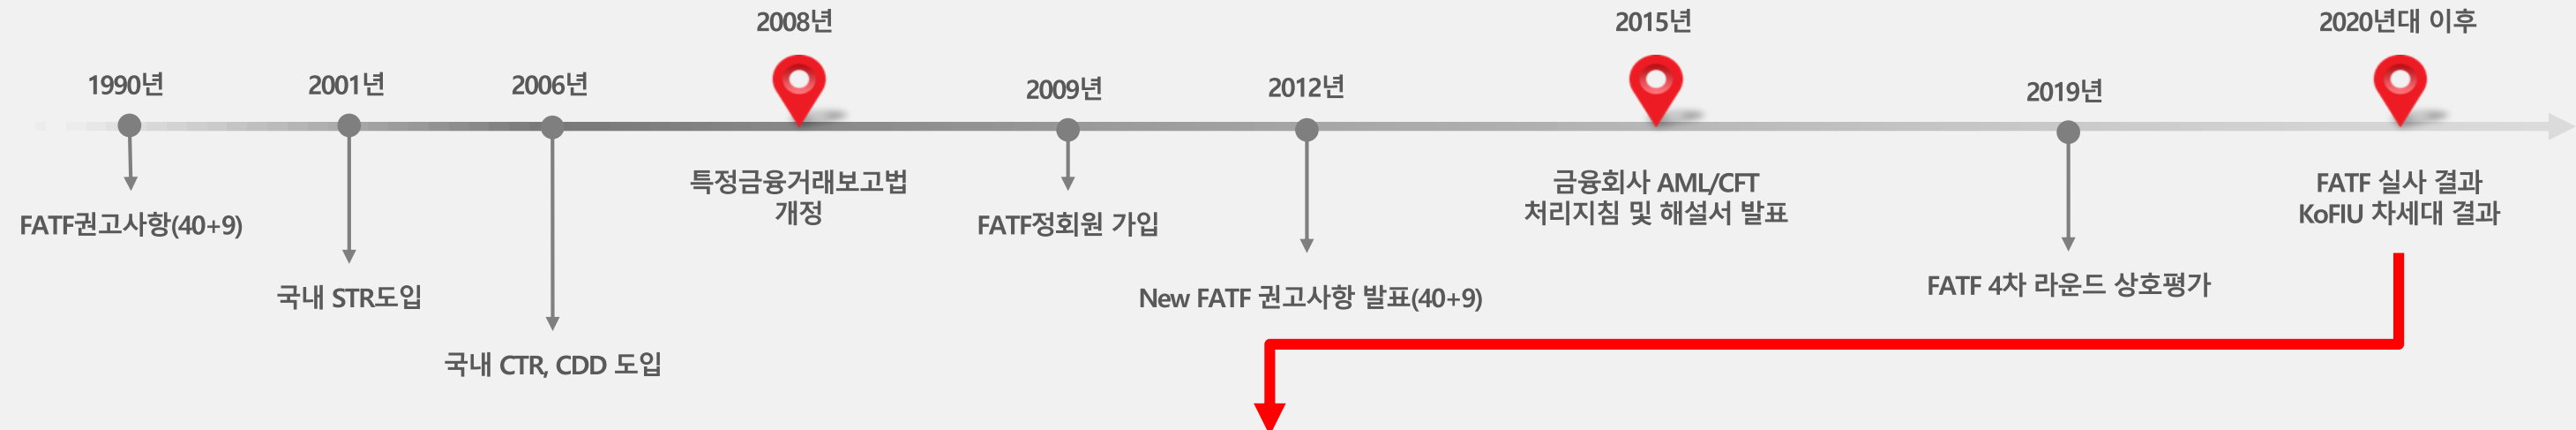 1990년
FATF권고사항(40+9)
2001년
국내 STR도입
2006년
국내 CTR, CDD 도입
2008년
특정금융거래보고법
개정
2009년
FATF정회원 가입
2012년
New FATF 권고사항 발표(40+9)
2015년
금융회사 AML/CFT
처리지침 및 해설서 발표
2019년
FATF 4차 라운드 상호평가
2020년대 이후
FATF 실사 결과
KoFIU 차세대 결과